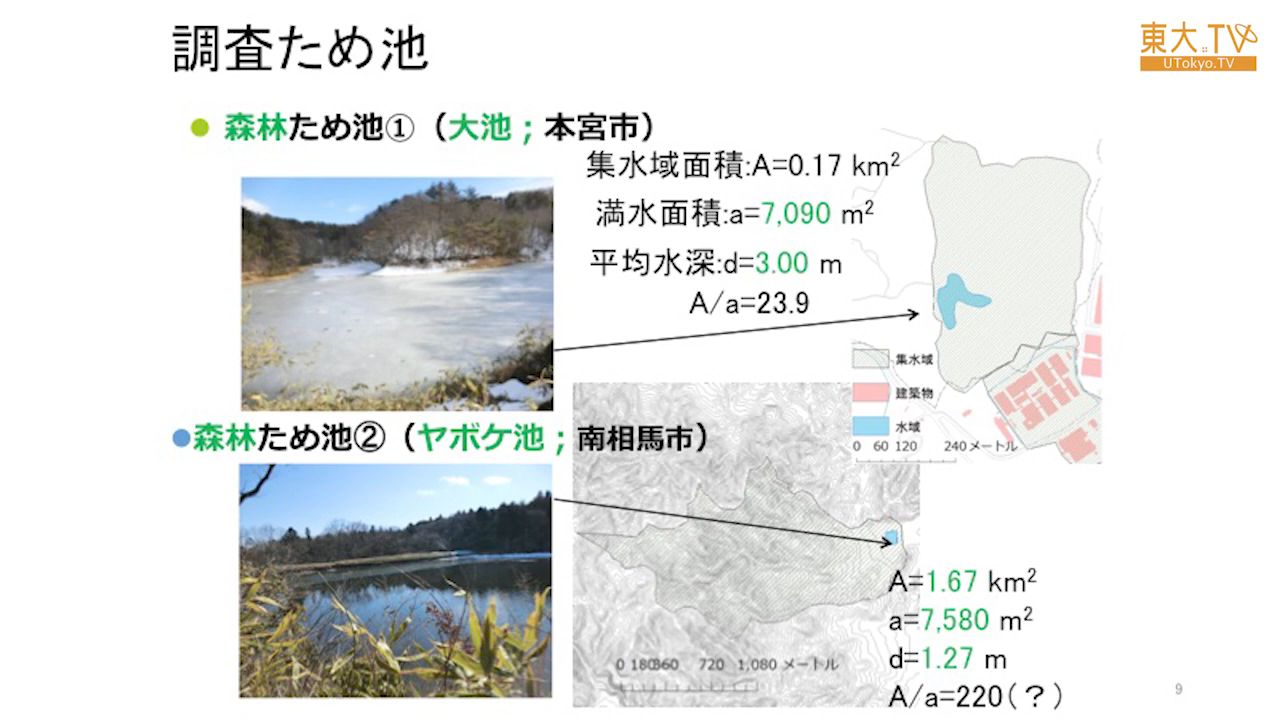 調査ため池
東大.TV
UTokyo.TV
● 森林ため池①（大池；本宮市）
集水域面積:A=0.17 km²
満水面積:a=7,090 m²
平均水深:d=3.00 m
A/a=23.9
集水域
建築物
水域
0 60 120 240メートル
●森林ため池②（ヤボケ池；南相馬市）
A=1.67 km²
a=7,580 m²
d=1.27 m
A/a=220(？)
0 180360 720 1,080 メートル
9